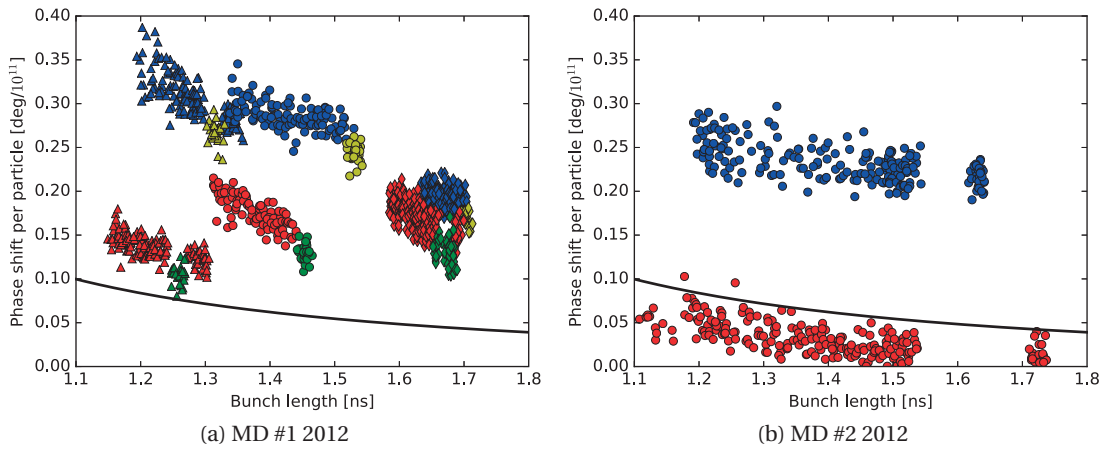 0.40
0.35
0.30
0.25
0.20
0.15
0.10
0.05
0.00
Phase shift per particle [deg/10^11]
1.1 1.2 1.3 1.4 1.5 1.6 1.7 1.8
Bunch length [ns]
(a) MD #1 2012
0.40
0.35
0.30
0.25
0.20
0.15
0.10
0.05
0.00
Phase shift per particle [deg/10^11]
1.1 1.2 1.3 1.4 1.5 1.6 1.7 1.8
Bunch length [ns]
(b) MD #2 2012